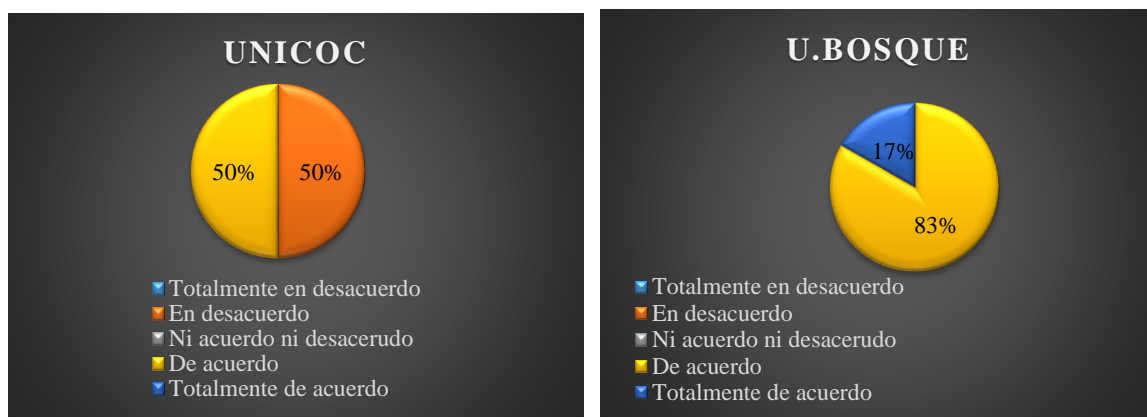 UNICOC
50%
50%
Totalmente en desacuerdo
En desacuerdo
Ni acuerdo ni desacerudo
De acuerdo
Totalmente de acuerdo
U.BOSQUE
17%
83%
Totalmente en desacuerdo
En desacuerdo
Ni acuerdo ni desacerudo
De acuerdo
Totalmente de acuerdo